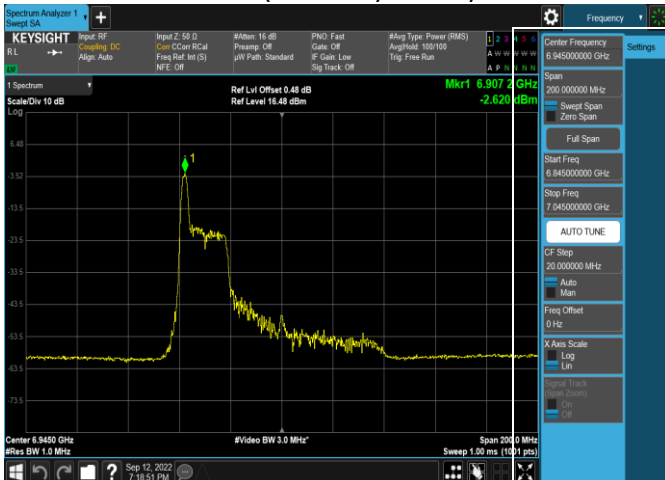 Spectrum Analyzer 1
Swept SA
Frequency
KEYSIGHT
Input: RF
Coupling: DC
Align: Auto
Input Z: 50 Ω
Corr CCorr RCal
Freq Ref: Int (S)
NFE: Off
#Atten: 16 dB
Preamp: Off
µW Path: Standard
PNO: Fast
Gate: Off
IF Gain: Low
Sig Track: Off
#Avg Type: Power (RMS)
Avg|Hold: 100/100
Trig: Free Run
1 2 3 4 5 6
A W W W W W
A P N N N N
R L
1 Spectrum
Scale/Div 10 dB
Log
Ref Lvl Offset 0.48 dB
Ref Level 16.48 dBm
Mkr1 6.907 2 GHz
-2.620 dBm
6.48
-3.52
-13.5
-23.5
-33.5
-43.5
-53.5
-63.5
-73.5
1
Center 6.9450 GHz
#Res BW 1.0 MHz
#Video BW 3.0 MHz*
Span 200.0 MHz
Sweep 1.00 ms (1001 pts)
Sep 12, 2022
7:18:51 PM
Center Frequency
6.945000000 GHz
Settings
Span
200.000000 MHz
Swept Span
Zero Span
Full Span
Start Freq
6.845000000 GHz
Stop Freq
7.045000000 GHz
AUTO TUNE
CF Step
20.000000 MHz
Auto
Man
Freq Offset
0 Hz
X Axis Scale
Log
Lin
Signal Track
(Span Zoom)
On
Off